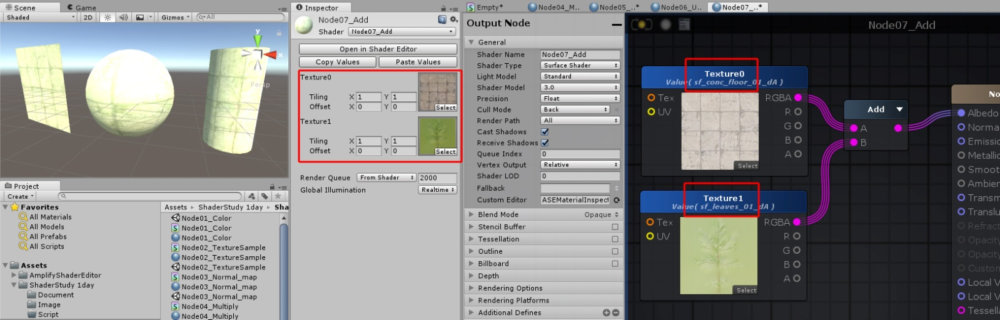 Scene
Game
Shaded
2D
Gizmos
All
y
x
Persp
Project
Create
Favorites
All Materials
All Models
All Prefabs
All Scripts
Assets
AmplifyShaderEditor
ShaderStudy 1day
Document
Image
Script
Assets ▸ ShaderStudy 1day ▸ Sha
Node01_Color
Node01_Color
Node01_Color
Node02_TextureSample
Node02_TextureSample
Node02_TextureSample
Node03_Normal_map
Node03_Normal_map
Node03_Normal_map
Node04_Multiply
Node04_Multiply
Inspector
Node07_Add
Shader Node07_Add
Open in Shader Editor
Copy Values Paste Values
Texture0
Tiling X 1 Y 1
Offset X 0 Y 0
Select
Texture1
Tiling X 1 Y 1
Offset X 0 Y 0
Select
Render Queue From Shader 2000
Global Illumination Realtime
Empty*
Node04_M..
Node05_..*
Node06_U..
Node07_..*
Output Node
General
Shader Name Node07_Add
Shader Type Surface Shader
Light Model Standard
Shader Model 3.0
Precision Float
Cull Mode Back
Render Path All
Cast Shadows
Receive Shadows
Queue Index 0
Vertex Output Relative
Shader LOD 0
Fallback
Custom Editor ASEMaterialInspect
Blend Mode Opaque
Stencil Buffer
Tessellation
Outline
Billboard
Depth
Rendering Options
Rendering Platforms
Additional Defines
Node07_Add
Texture0
Value( sf_conc_floor_01_dA )
Tex RGBA
UV R
G
B
A
Select
Texture1
Value( sf_leaves_01_dA )
Tex RGBA
UV R
G
B
A
Select
Add
A
B
No
Albedo
Norma
Emissi
Metallic
Smoot
Ambien
Transm
Translu
Refract
Opacity
Opacity
Custom
Local V
Local V
Tessella